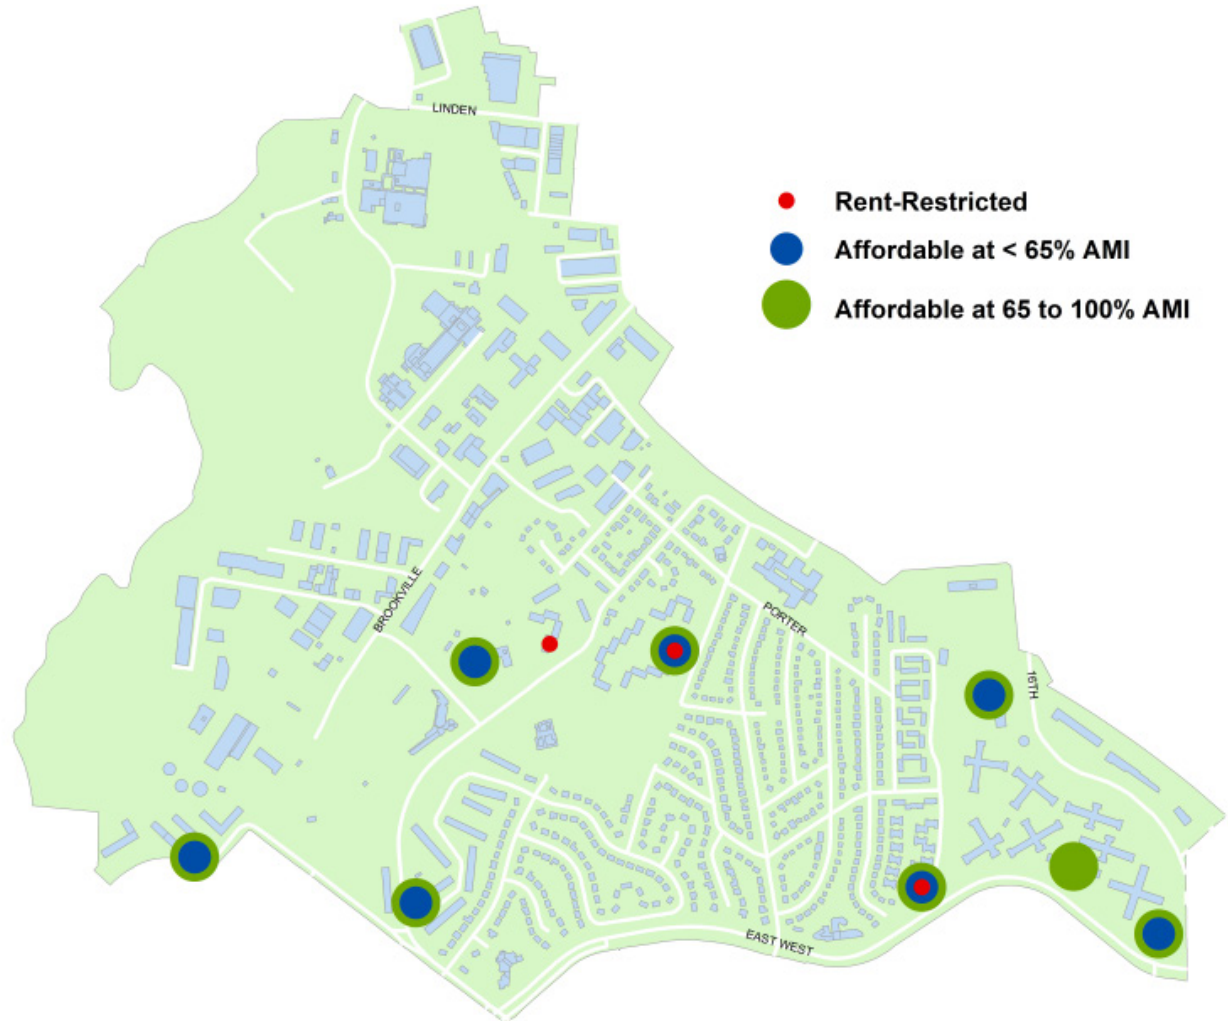 LINDEN
Rent-Restricted
Affordable at < 65% AMI
Affordable at 65 to 100% AMI
BROOKVILLE
PORTER
16TH
EAST WEST